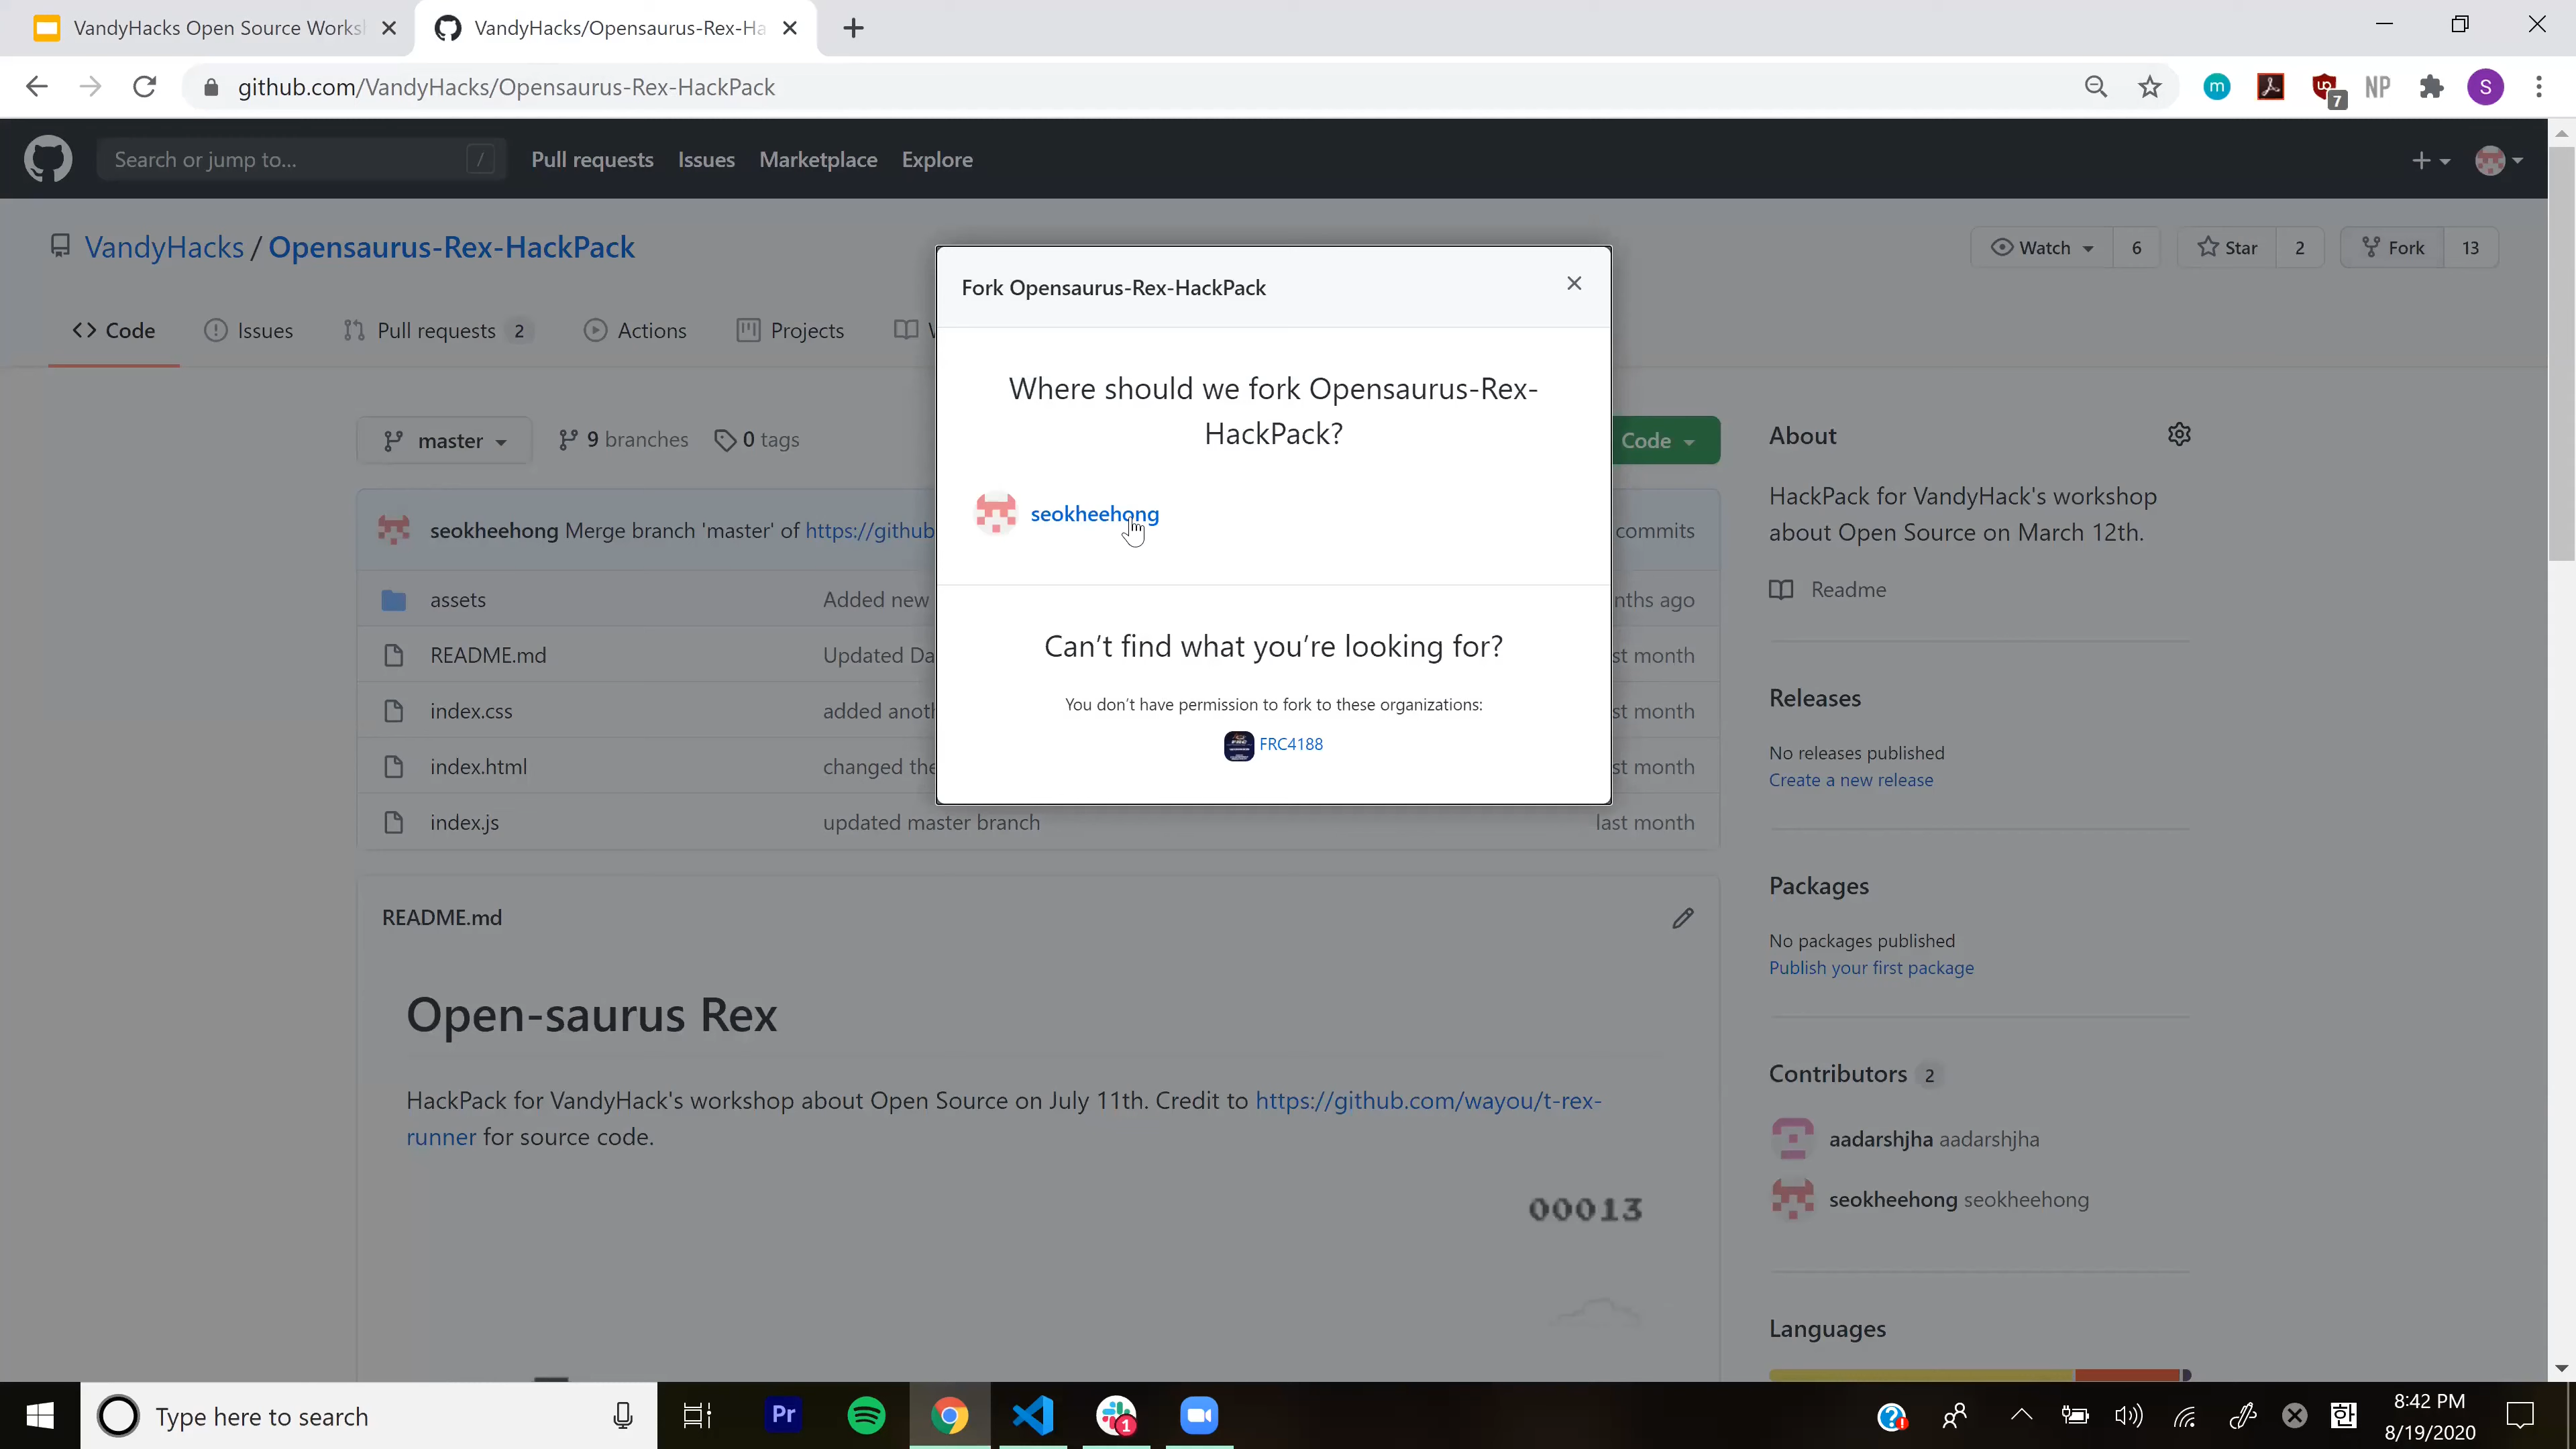 VandyHacks Open Source Works
VandyHacks/Opensaurus-Rex-Ha
github.com/VandyHacks/Opensaurus-Rex-HackPack
m
7
NP
S
Search or jump to...
/
Pull requests
Issues
Marketplace
Explore
VandyHacks / Opensaurus-Rex-HackPack
Watch 6
Star 2
Fork 13
Code
Issues
Pull requests 2
Actions
Projects
Fork Opensaurus-Rex-HackPack
Where should we fork Opensaurus-Rex-
HackPack?
seokheehong
Can’t find what you’re looking for?
You don’t have permission to fork to these organizations:
FRC4188
master
9 branches
0 tags
Code
seokheehong Merge branch 'master' of https://github
commits
assets
Added new
nths ago
README.md
Updated Da
st month
index.css
added anoth
st month
index.html
changed the
st month
index.js
updated master branch
last month
About
HackPack for VandyHack's workshop
about Open Source on March 12th.
Readme
Releases
No releases published
Create a new release
Packages
No packages published
Publish your first package
Contributors 2
aadarshjha aadarshjha
seokheehong seokheehong
Languages
README.md
Open-saurus Rex
HackPack for VandyHack's workshop about Open Source on July 11th. Credit to https://github.com/wayou/t-rex-
runner for source code.
00013
Type here to search
Pr
1
한
8:42 PM
8/19/2020